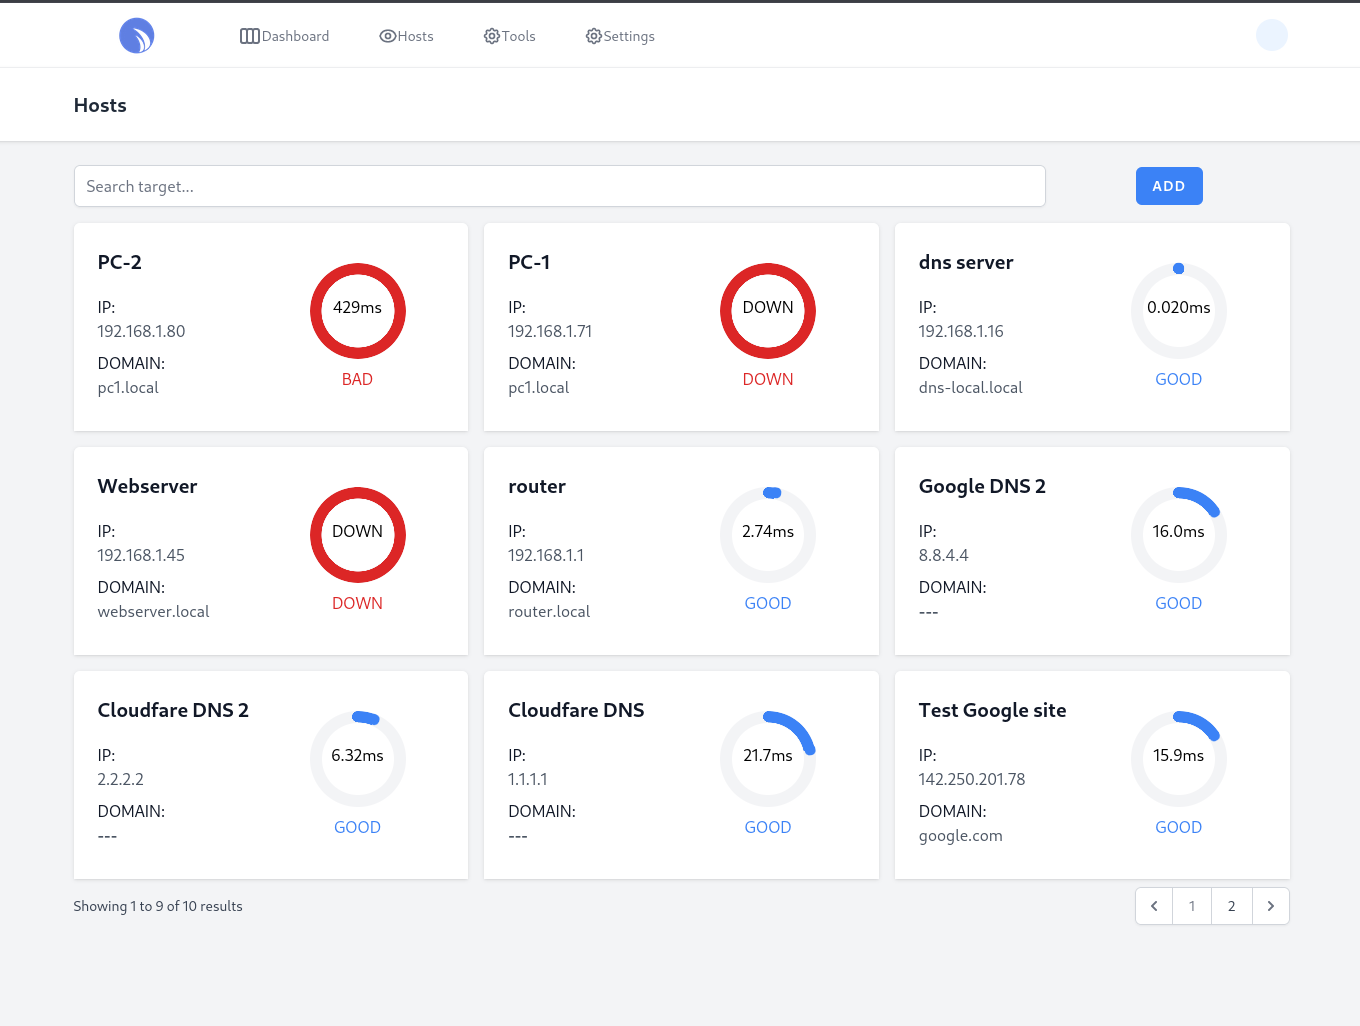 Dashboard
Hosts
Tools
Settings
Hosts
Search target...
ADD
PC-2
IP:
192.168.1.80
DOMAIN:
pc1.local
429ms
BAD
PC-1
IP:
192.168.1.71
DOMAIN:
pc1.local
DOWN
DOWN
dns server
IP:
192.168.1.16
DOMAIN:
dns-local.local
0.020ms
GOOD
Webserver
IP:
192.168.1.45
DOMAIN:
webserver.local
DOWN
DOWN
router
IP:
192.168.1.1
DOMAIN:
router.local
2.74ms
GOOD
Google DNS 2
IP:
8.8.4.4
DOMAIN:
---
16.0ms
GOOD
Cloudfare DNS 2
IP:
2.2.2.2
DOMAIN:
---
6.32ms
GOOD
Cloudfare DNS
IP:
1.1.1.1
DOMAIN:
---
21.7ms
GOOD
Test Google site
IP:
142.250.201.78
DOMAIN:
google.com
15.9ms
GOOD
Showing 1 to 9 of 10 results
1
2